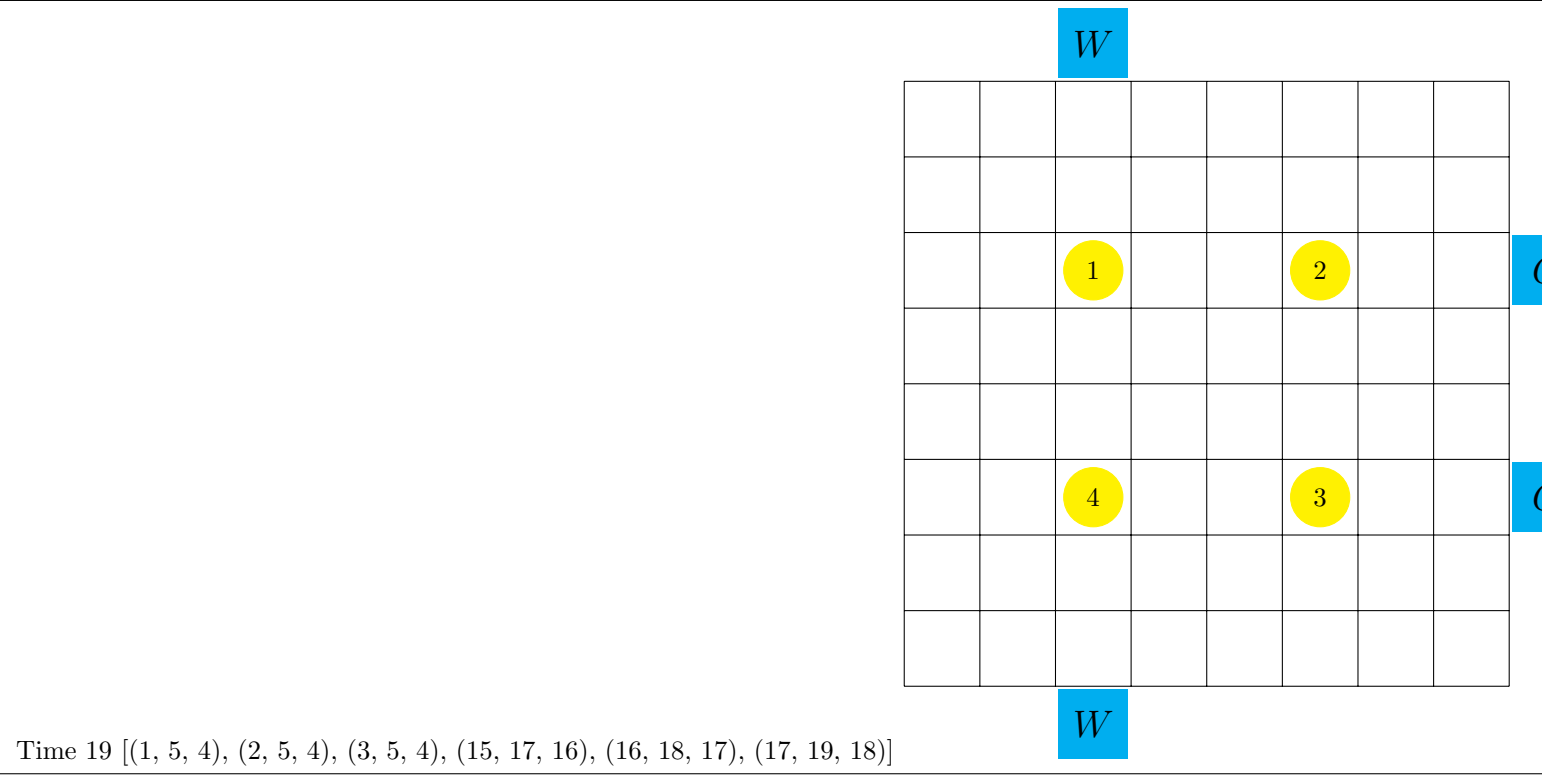 W
1 2
4 3
W
Time 19 [(1, 5, 4), (2, 5, 4), (3, 5, 4), (15, 17, 16), (16, 18, 17), (17, 19, 18)]